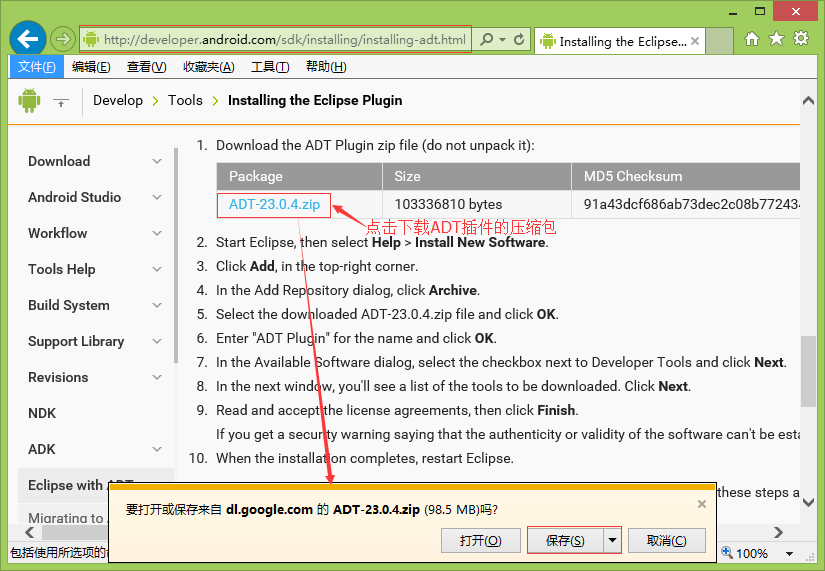 http://developer.android.com/sdk/installing/installing-adt.html
Installing the Eclipse...
文件(F) 编辑(E) 查看(V) 收藏夹(A) 工具(T) 帮助(H)
Develop > Tools > Installing the Eclipse Plugin
Download
Android Studio
Workflow
Tools Help
Build System
Support Library
Revisions
NDK
ADK
Eclipse with ADT
Migrating to
1. Download the ADT Plugin zip file (do not unpack it):
Package Size MD5 Checksum
ADT-23.0.4.zip 103336810 bytes 91a43dcf686ab73dec2c08b77243
点击下载ADT插件的压缩包
2. Start Eclipse, then select Help > Install New Software.
3. Click Add, in the top-right corner.
4. In the Add Repository dialog, click Archive.
5. Select the downloaded ADT-23.0.4.zip file and click OK.
6. Enter "ADT Plugin" for the name and click OK.
7. In the Available Software dialog, select the checkbox next to Developer Tools and click Next.
8. In the next window, you'll see a list of the tools to be downloaded. Click Next.
9. Read and accept the license agreements, then click Finish.
If you get a security warning saying that the authenticity or validity of the software can't be esta
10. When the installation completes, restart Eclipse.
these steps a
要打开或保存来自 dl.google.com 的 ADT-23.0.4.zip (98.5 MB)吗?
打开(O) 保存(S) 取消(C)
包括使用所选项的
100%